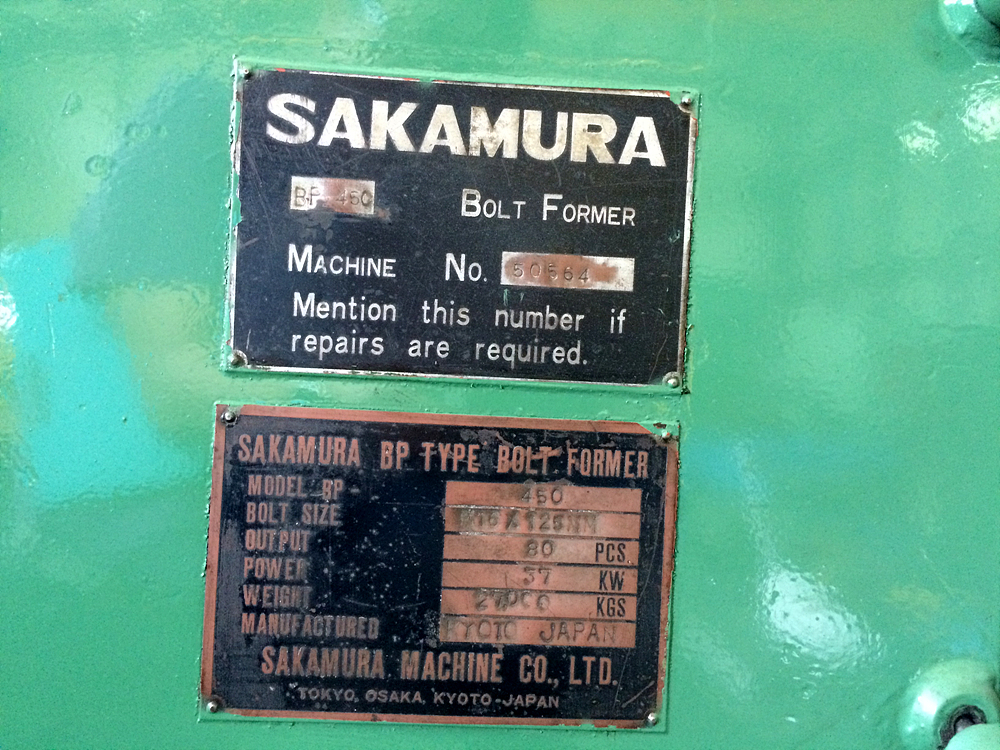 SAKAMURA
BP 460
BOLT FORMER
MACHINE No. 50564
Mention this number if
repairs are required.
SAKAMURA BP TYPE BOLT FORMER
MODEL BP - 460
BOLT SIZE X 125MM
OUTPUT 80 PCS.
POWER 37 KW
WEIGHT KGS
MANUFACTURED KYOTO JAPAN
SAKAMURA MACHINE CO., LTD.
TOKYO, OSAKA, KYOTO-JAPAN